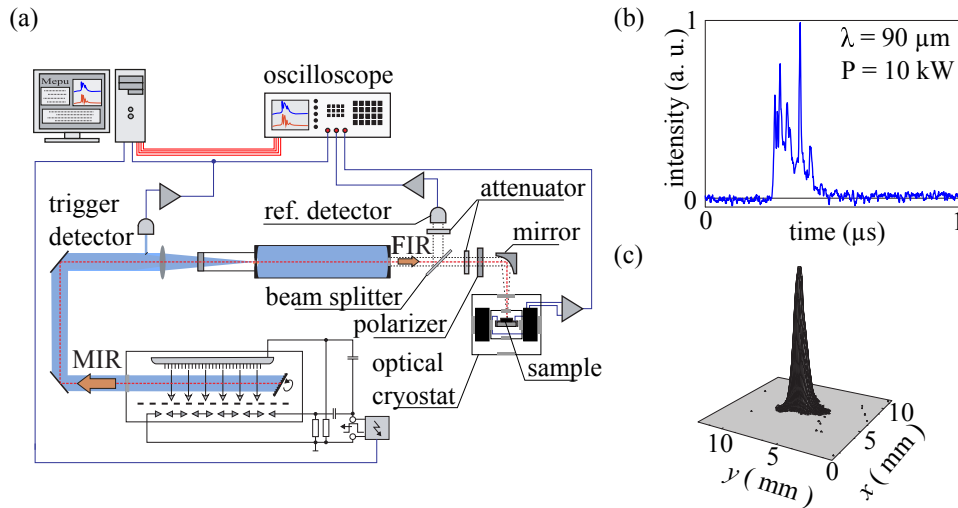 (a)
Mepu
oscilloscope
trigger
detector
ref. detector
attenuator
FIR
mirror
beam splitter
polarizer
MIR
optical
cryostat
sample
(b)
λ = 90 µm
P = 10 kW
intensity (a. u.)
1
0
0
1
time (µs)
(c)
10
5
0
5
10
y ( mm )
x ( mm )